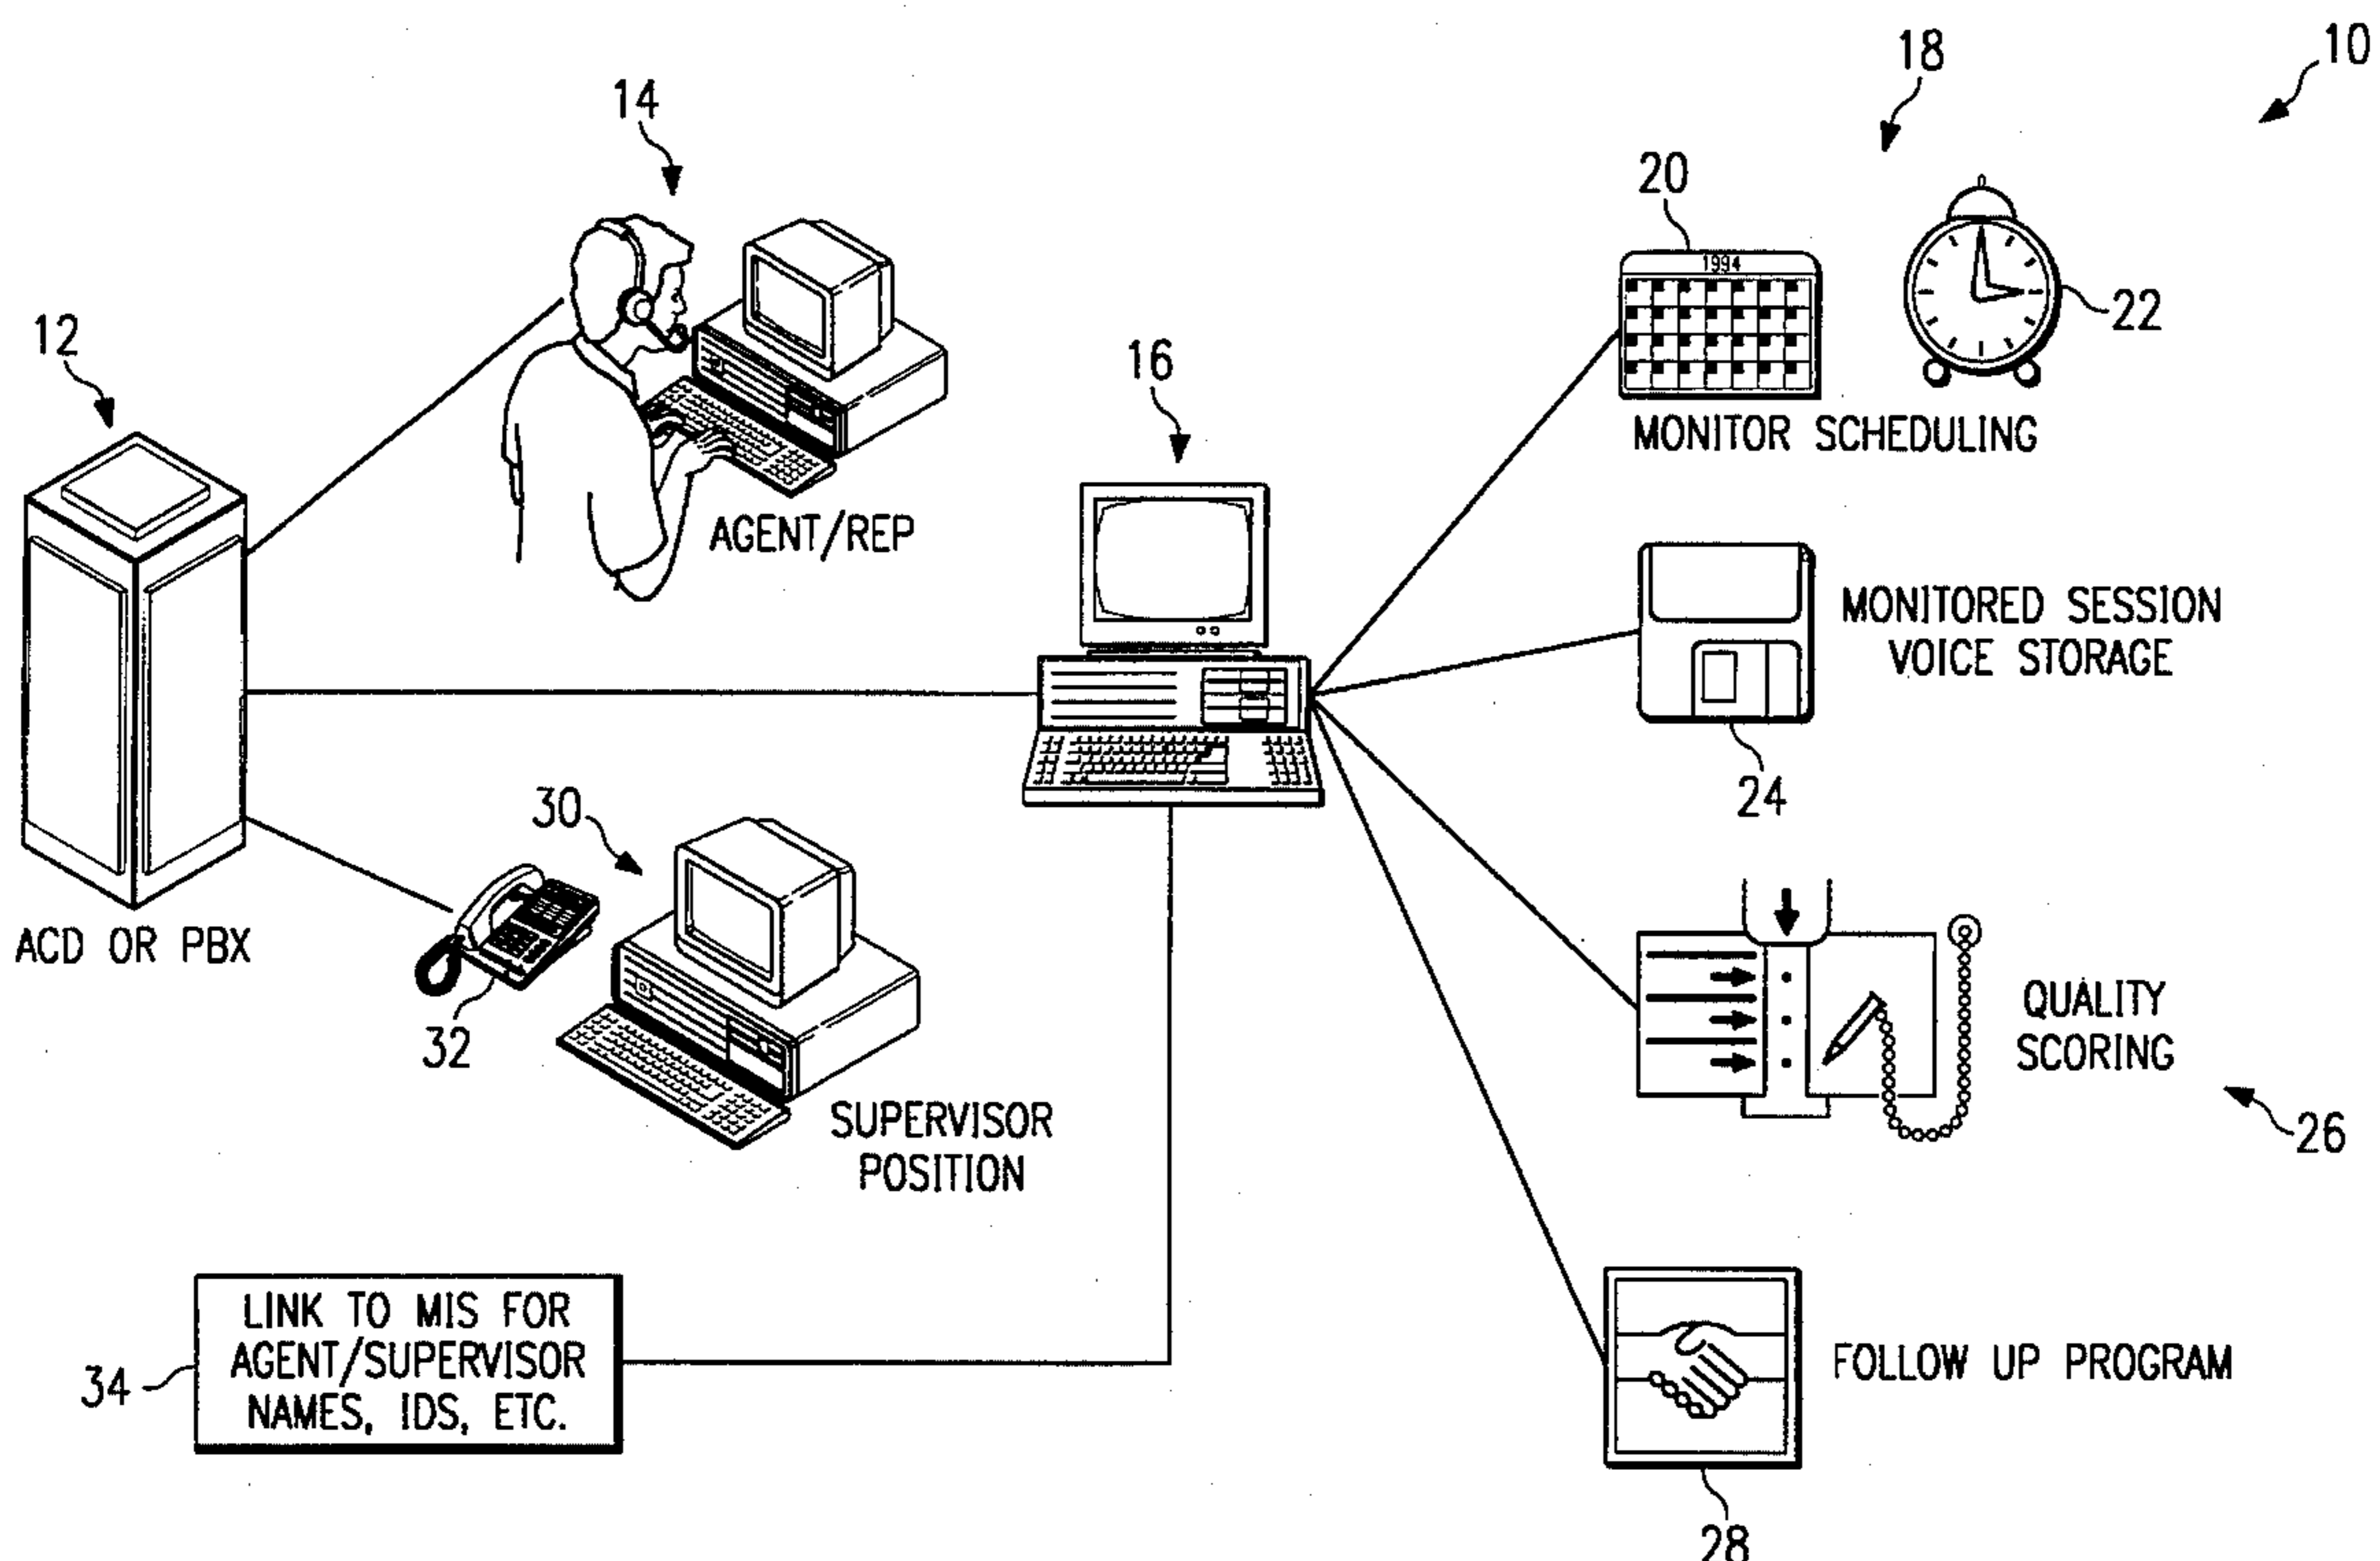 10
18
14
20
1994
12
22
16
MONITOR SCHEDULING
AGENT/REP
MONITORED SESSION
VOICE STORAGE
24
30
ACD OR PBX
32
QUALITY
SCORING
SUPERVISOR
POSITION
26
LINK TO MIS FOR
AGENT/SUPERVISOR
NAMES, IDS, ETC.
34
FOLLOW UP PROGRAM
28